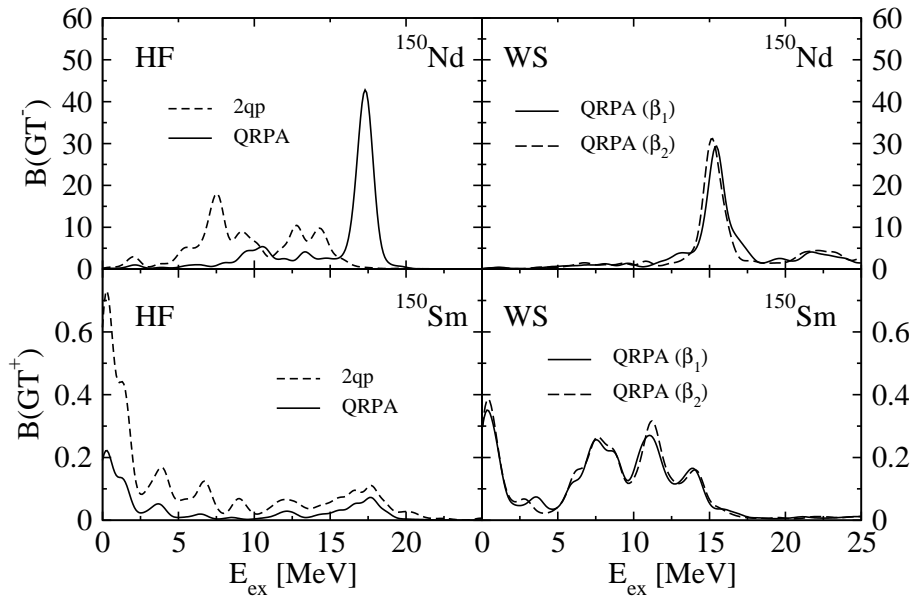 60
50
40
30
20
10
0
B(GT⁻)
HF
¹⁵⁰Nd
2qp
QRPA
WS
¹⁵⁰Nd
QRPA (β₁)
QRPA (β₂)
60
50
40
30
20
10
0
0.6
0.4
0.2
0
B(GT⁺)
HF
¹⁵⁰Sm
2qp
QRPA
WS
¹⁵⁰Sm
QRPA (β₁)
QRPA (β₂)
0.6
0.4
0.2
0
0 5 10 15 20
0 5 10 15 20 25
E_ex [MeV]
E_ex [MeV]